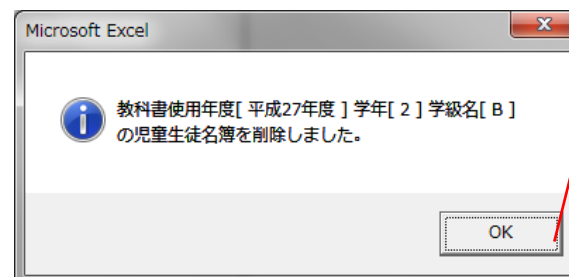 Microsoft Excel
教科書使用年度[ 平成27年度 ] 学年[ 2 ] 学級名[ B ]
の児童生徒名簿を削除しました。
OK